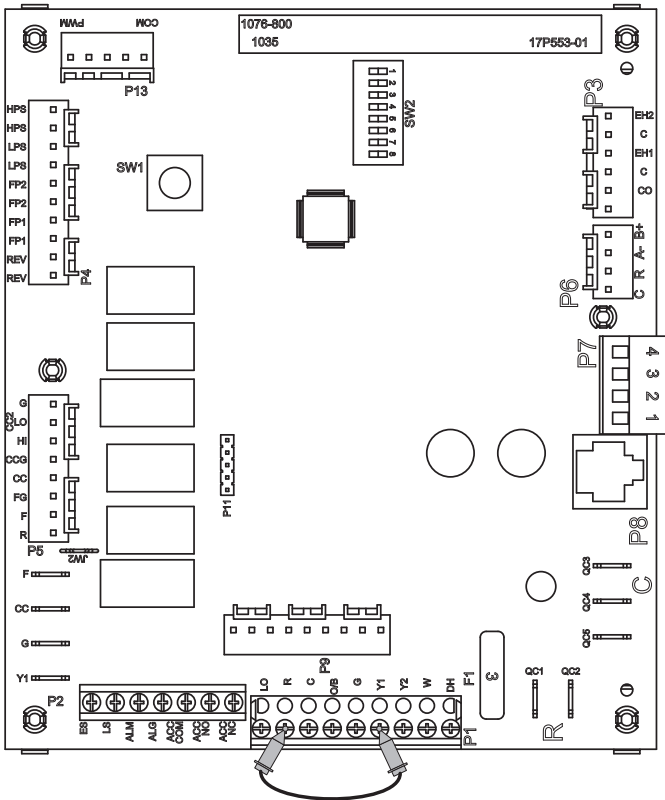 1076-800
1035 17P553-01
PWM COM
P13
1
2
3
4
5
6
7
8
SW2
SW1
HPS
HPS
LPS
LPS
FP2
FP2
FP1
FP1
REV
REV
P4
P3
EH2
C
EH1
C
CO
P6
B+
A-
R
C
P7
4
3
2
1
P8
G
CC2
LO
HI
CCG
CC
FG
F
R
P5
JW2
P11
F
CC
G
Y1
P2
ES
LS
ALM
ALG
ACC COM
ACC NO
ACC NC
P9
LO
R
C
O/B
G
Y1
Y2
W
DH
P1
F1
3
QC1
QC2
R
QC3
QC4
QC5
C